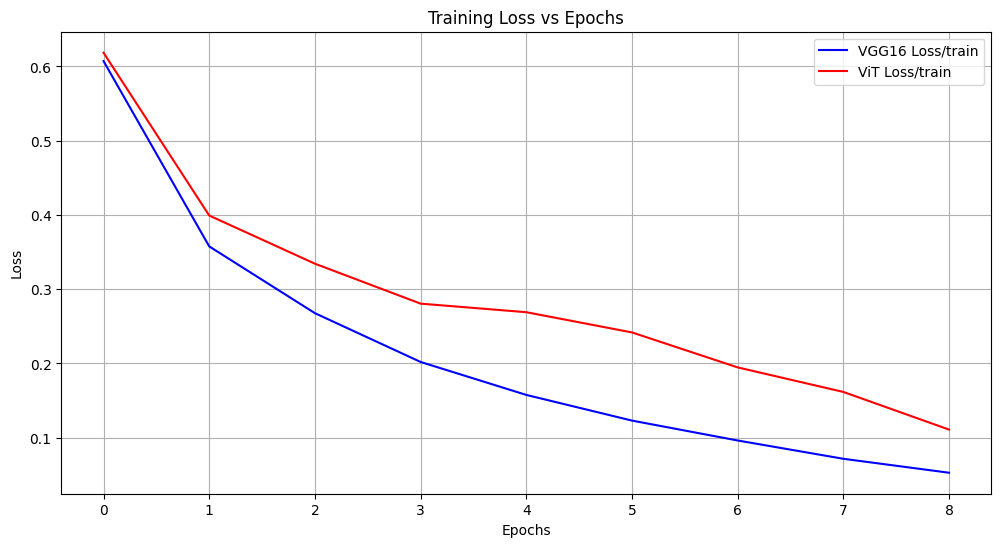 Training Loss vs Epochs
VGG16 Loss/train
ViT Loss/train
0.6
0.5
0.4
0.3
0.2
0.1
Loss
0 1 2 3 4 5 6 7 8
Epochs